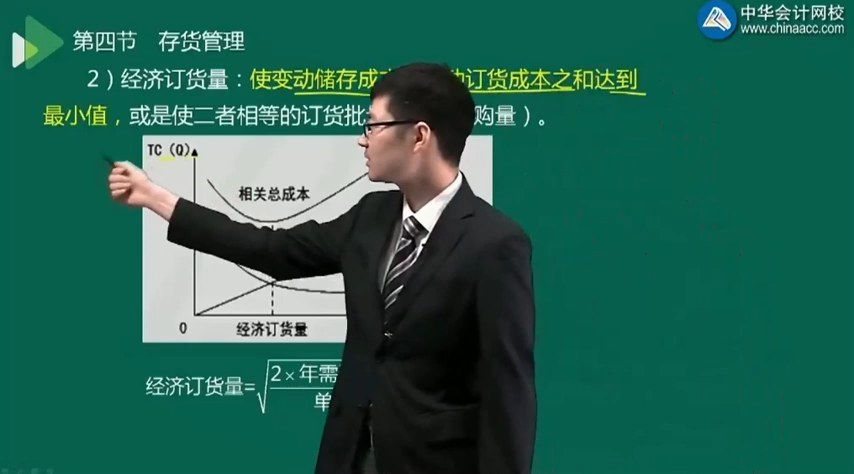 中华会计网校
www.chinaacc.com
第四节 存货管理
2）经济订货量：使变动储存成 订货成本之和达到
最小值，或是使二者相等的订货批 购量）。
TC（Q）
相关总成本
0 经济订货量
经济订货量=√2×年需
单